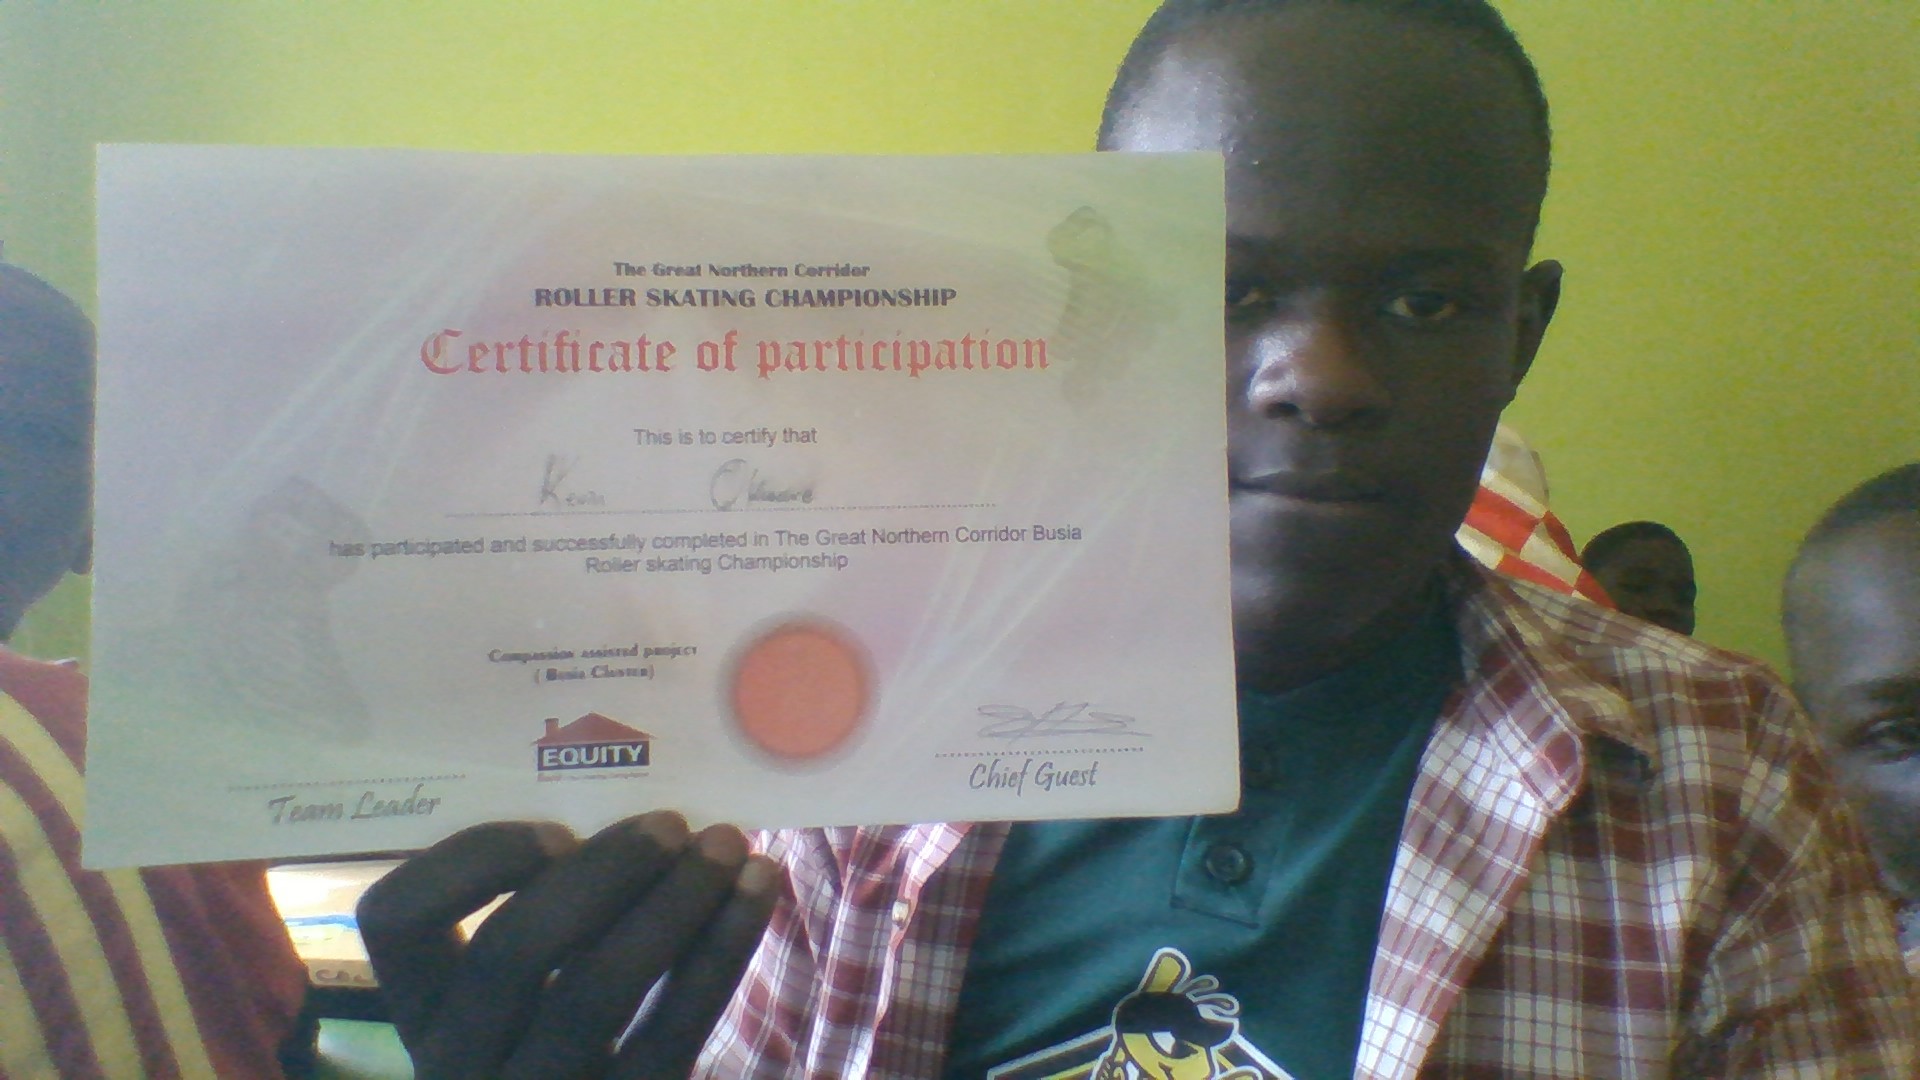 The Great Northern Corridor
ROLLER SKATING CHAMPIONSHIP
Certificate of participation
This is to certify that
Kevin
has participated and successfully completed in The Great Northern Corridor Busia
Roller skating Championship
Compassion assisted project
( Busia Cluster)
EQUITY
Team Leader
Chief Guest